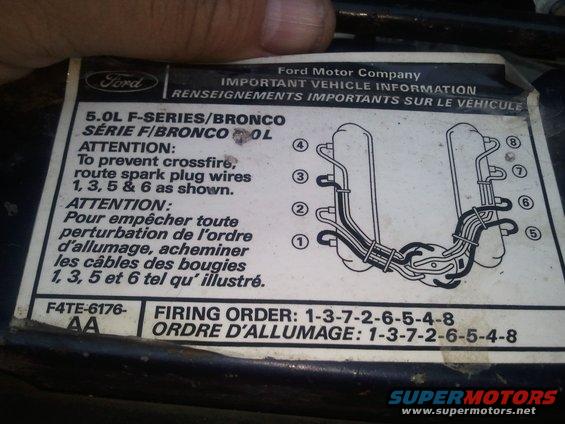 Ford
Ford Motor Company
IMPORTANT VEHICLE INFORMATION
RENSEIGNEMENTS IMPORTANTS SUR LE VÉHICULE
5.0L F-SERIES/BRONCO
SÉRIE F/BRONCO .0L
ATTENTION:
To prevent crossfire,
route spark plug wires
1, 3, 5 & 6 as shown.
ATTENTION:
Pour empêcher toute
perturbation de l'ordre
d'allumage, acheminer
les câbles des bougies
1, 3, 5 et 6 tel qu' illustré.
4
3
2
1
8
7
6
5
F4TE-6176-
AA
FIRING ORDER: 1-3-7-2-6-5-4-8
ORDRE D'ALLUMAGE: 1-3-7-2-6-5-4-8
SUPERMOTORS
www.supermotors.net